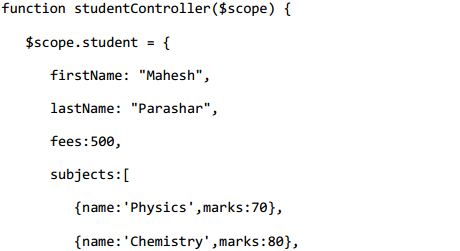 function studentController($scope) {
$scope.student = {
firstName: "Mahesh",
lastName: "Parashar",
fees:500,
subjects:[
{name:'Physics',marks:70},
{name:'Chemistry',marks:80},